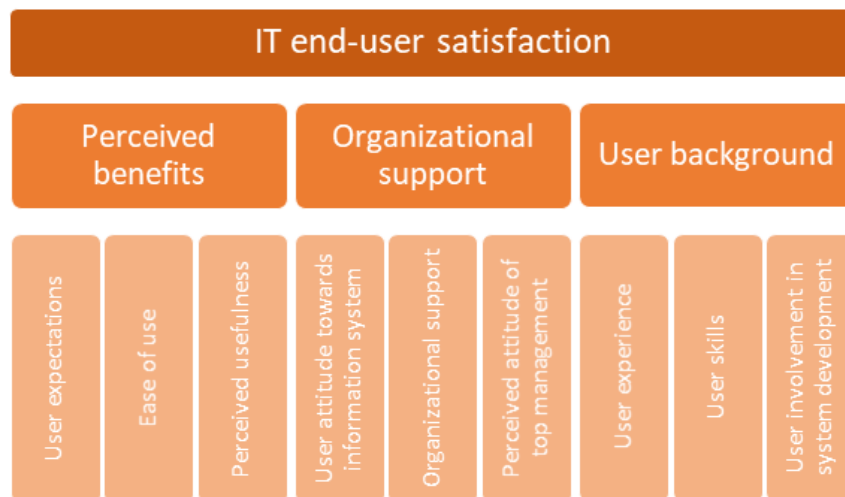 IT end-user satisfaction
Perceived
benefits
Organizational
support
User background
User expectations
Ease of use
Perceived usefulness
User attitude towards
information system
Organizational support
Perceived attitude of
top management
User experience
User skills
User involvement in
system development